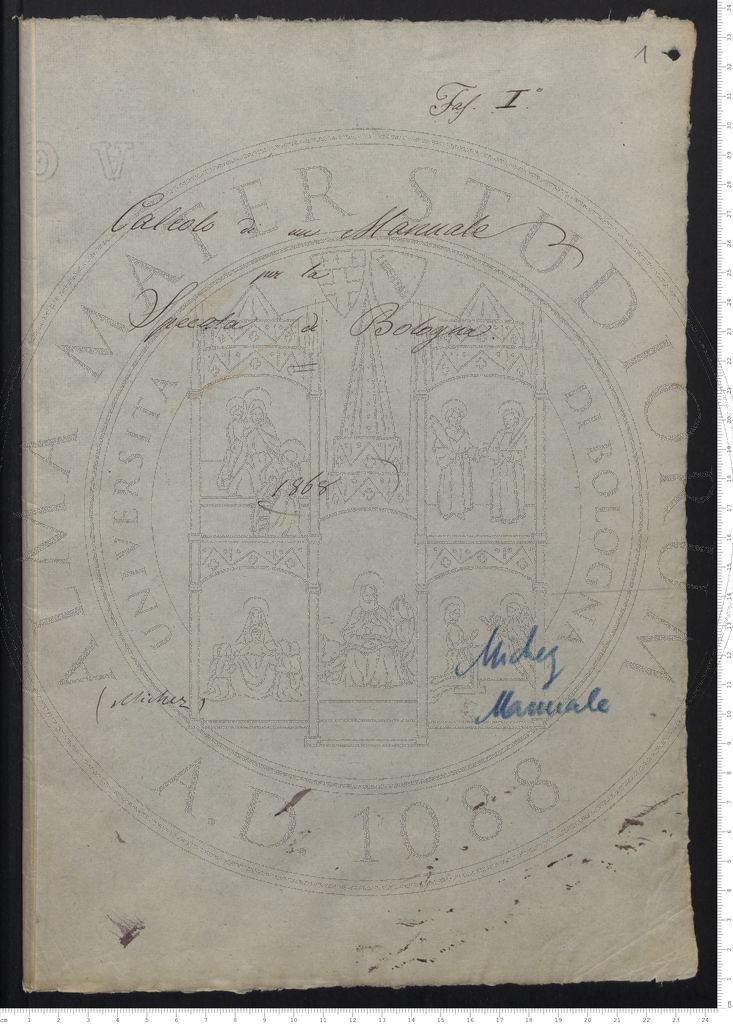 1
Fas. I.º
Calcolo di un Manuale
per la
Specola di Bologna.
1868
Michez
Manuale
(Michez)
ALMA MATER STUDIORUM
UNIVERSITA DI BOLOGNA
A.D. 1088